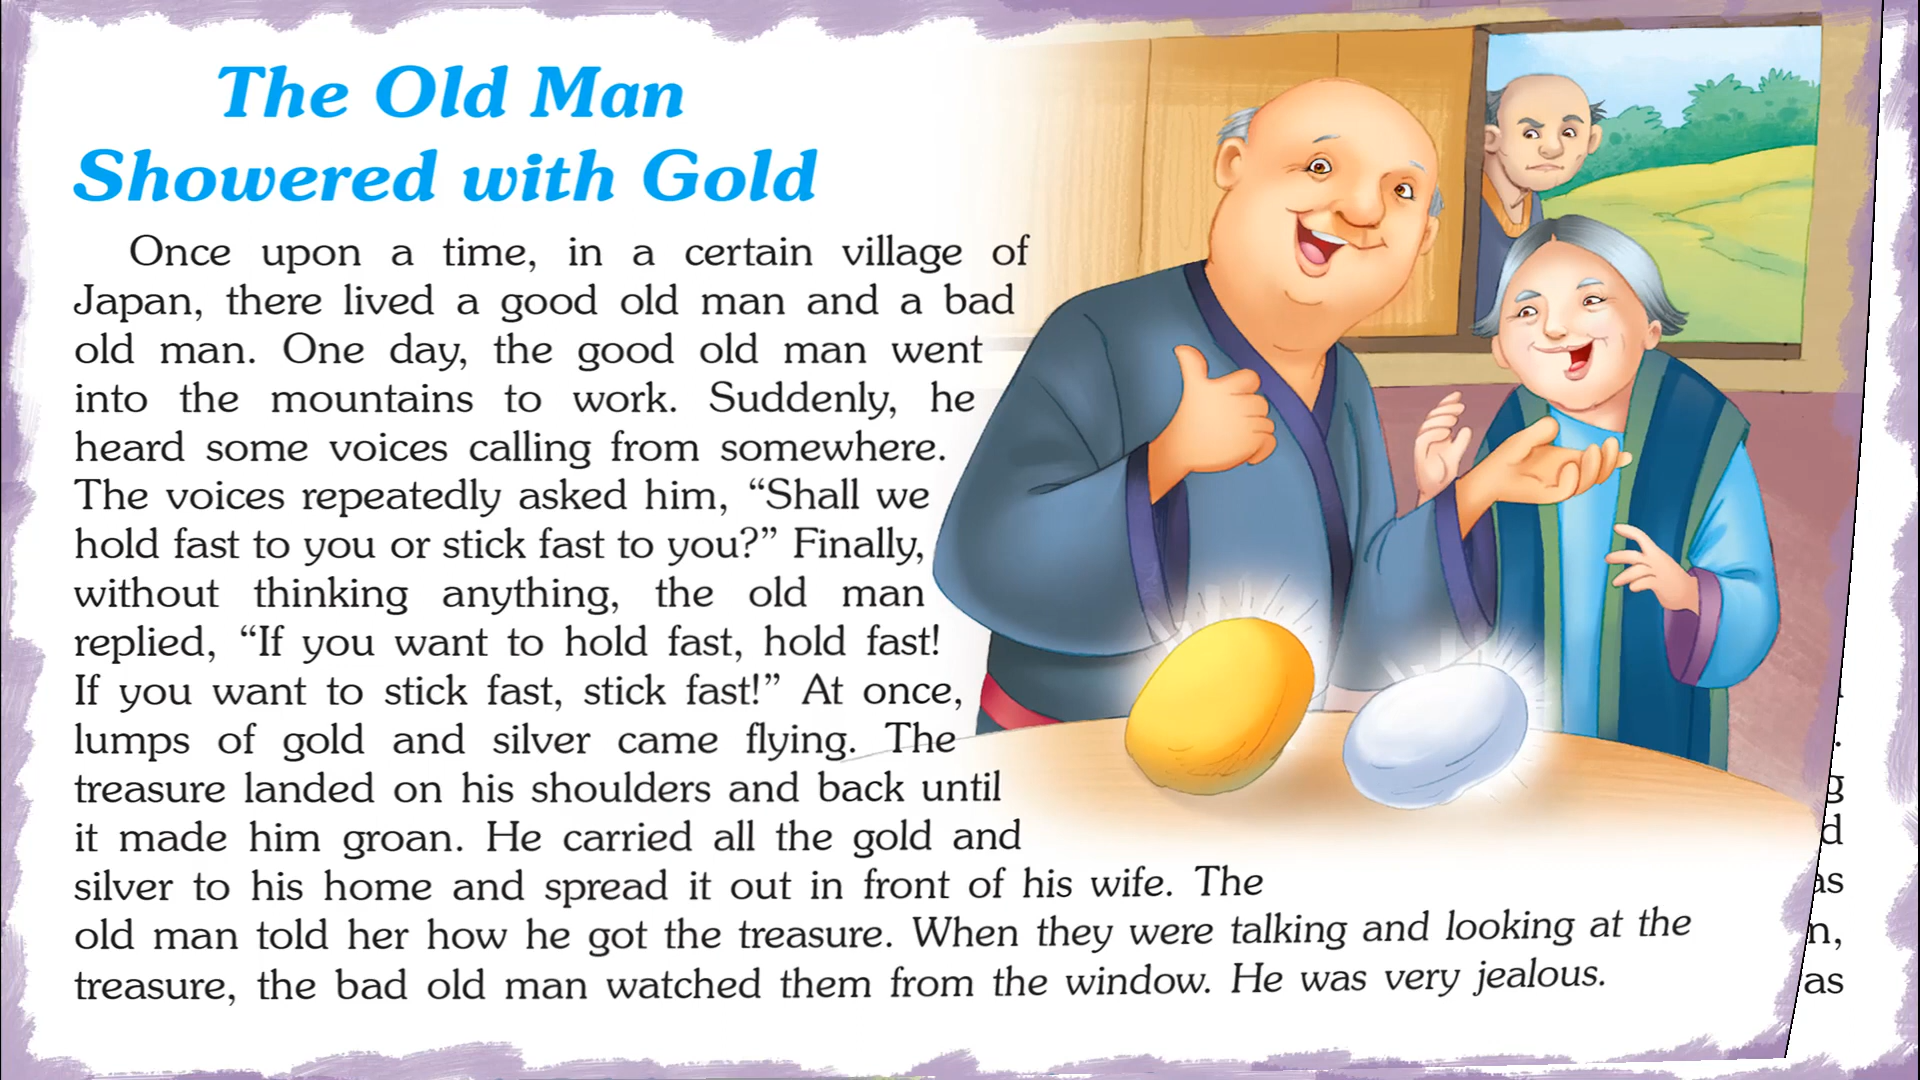 The Old Man
Showered with Gold
Once upon a time, in a certain village of
Japan, there lived a good old man and a bad
old man. One day, the good old man went
into the mountains to work. Suddenly, he
heard some voices calling from somewhere.
The voices repeatedly asked him, “Shall we
hold fast to you or stick fast to you?” Finally,
without thinking anything, the old man
replied, “If you want to hold fast, hold fast!
If you want to stick fast, stick fast!” At once,
lumps of gold and silver came flying. The
treasure landed on his shoulders and back until
it made him groan. He carried all the gold and
silver to his home and spread it out in front of his wife. The
old man told her how he got the treasure. When they were talking and looking at the
treasure, the bad old man watched them from the window. He was very jealous.